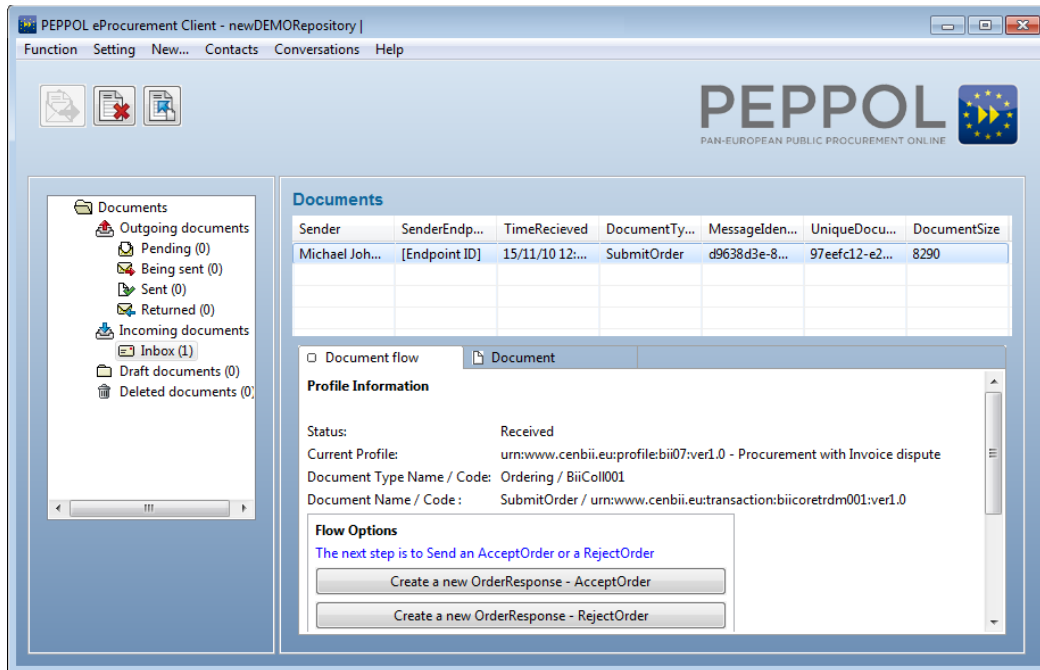 PEPPOL eProcurement Client - newDEMORepository |
Function Setting New... Contacts Conversations Help
PEPPOL
PAN-EUROPEAN PUBLIC PROCUREMENT ONLINE
Documents
Outgoing documents
Pending (0)
Being sent (0)
Sent (0)
Returned (0)
Incoming documents
Inbox (1)
Draft documents (0)
Deleted documents (0)
Documents
Sender SenderEndp... TimeRecieved DocumentTy... MessageIden... UniqueDocu... DocumentSize
Michael Joh... [Endpoint ID] 15/11/10 12:... SubmitOrder d9638d3e-8... 97eefc12-e2... 8290
Document flow Document
Profile Information
Status: Received
Current Profile: urn:www.cenbii.eu:profile:bii07:ver1.0 - Procurement with Invoice dispute
Document Type Name / Code: Ordering / BiiColl001
Document Name / Code : SubmitOrder / urn:www.cenbii.eu:transaction:biicoretrdm001:ver1.0
Flow Options
The next step is to Send an AcceptOrder or a RejectOrder
Create a new OrderResponse - AcceptOrder
Create a new OrderResponse - RejectOrder